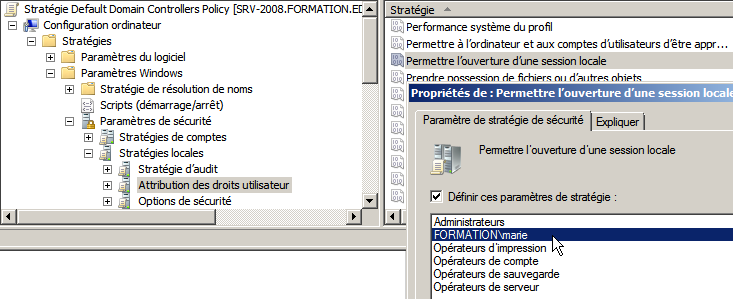 Stratégie Default Domain Controllers Policy [SRV-2008.FORMATION.ED
Configuration ordinateur
Stratégies
Paramètres du logiciel
Paramètres Windows
Stratégie de résolution de noms
Scripts (démarrage/arrêt)
Paramètres de sécurité
Stratégies de comptes
Stratégies locales
Stratégie d'audit
Attribution des droits utilisateur
Options de sécurité
Stratégie
Performance système du profil
Permettre à l'ordinateur et aux comptes d'utilisateurs d'être appr...
Permettre l'ouverture d'une session locale
Prendre possession de fichiers ou d'autres objets
Propriétés de : Permettre l'ouverture d'une session locale
Paramètre de stratégie de sécurité
Expliquer
Permettre l'ouverture d'une session locale
Définir ces paramètres de stratégie :
Administrateurs
FORMATION\marie
Opérateurs d'impression
Opérateurs de compte
Opérateurs de sauvegarde
Opérateurs de serveur